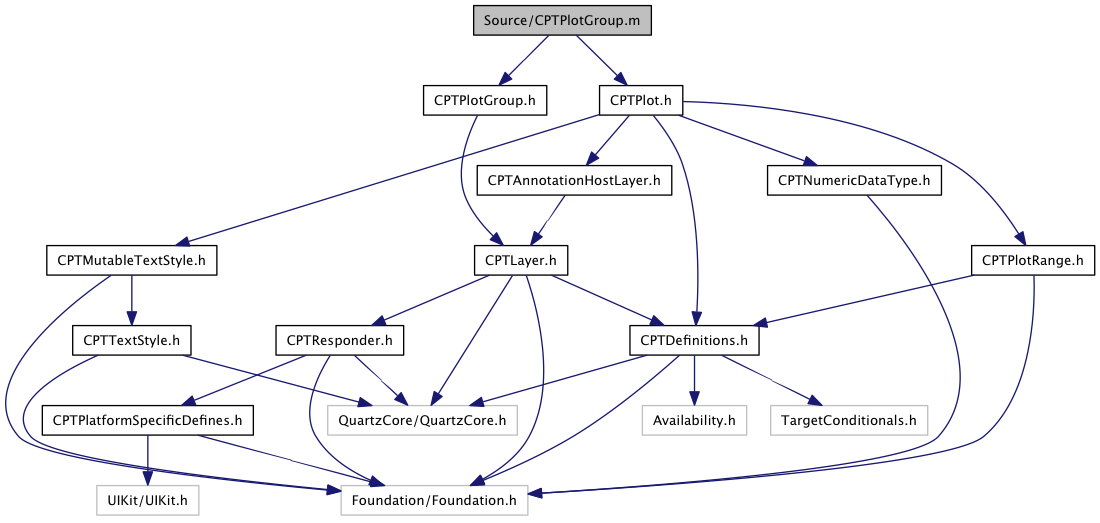 Source/CPTPlotGroup.m
CPTPlotGroup.h
CPTPlot.h
CPTAnnotationHostLayer.h
CPTNumericDataType.h
CPTMutableTextStyle.h
CPTLayer.h
CPTPlotRange.h
CPTTextStyle.h
CPTResponder.h
CPTDefinitions.h
CPTPlatformSpecificDefines.h
QuartzCore/QuartzCore.h
Availability.h
TargetConditionals.h
UIKit/UIKit.h
Foundation/Foundation.h